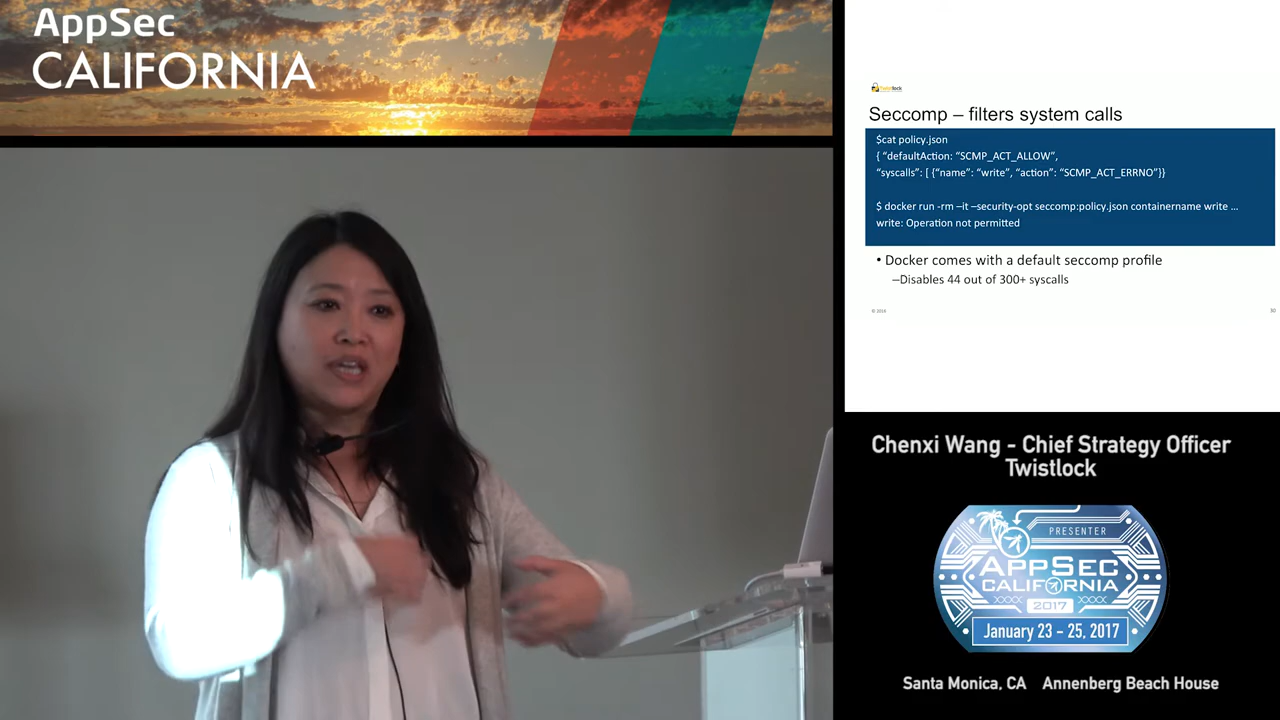 AppSec
CALIFORNIA
Twistlock
Seccomp – filters system calls
$cat policy.json
{ “defaultAction: “SCMP_ACT_ALLOW”,
“syscalls”: [ {“name”: “write”, “action”: “SCMP_ACT_ERRNO”}}
$ docker run -rm –it –security-opt seccomp:policy.json containername write ...
write: Operation not permitted
• Docker comes with a default seccomp profile
–Disables 44 out of 300+ syscalls
© 2016
30
Chenxi Wang - Chief Strategy Officer
Twistlock
PRESENTER
APPSEC
CALIFORNIA
2017
January 23 - 25, 2017
Santa Monica, CA Annenberg Beach House